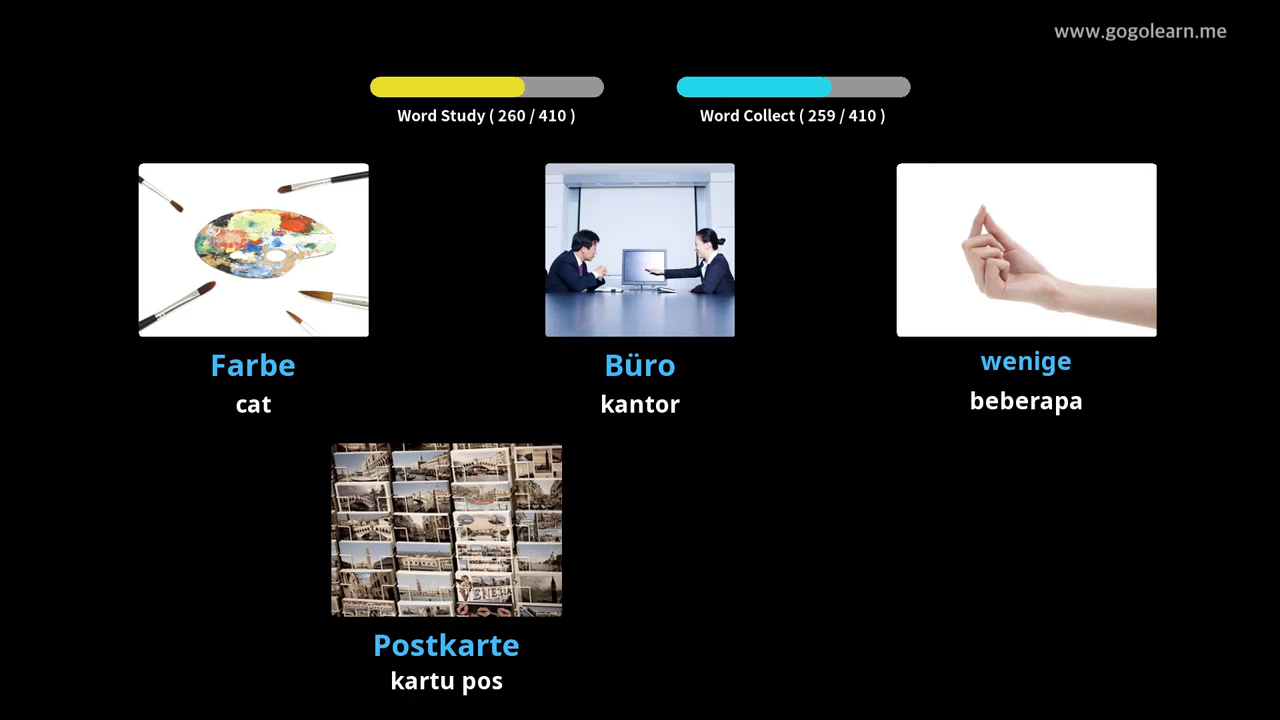 www.gogolearn.me
Word Study ( 260 / 410 )
Word Collect ( 259 / 410 )
Farbe
cat
Büro
kantor
wenige
beberapa
VENEZIA
Postkarte
kartu pos